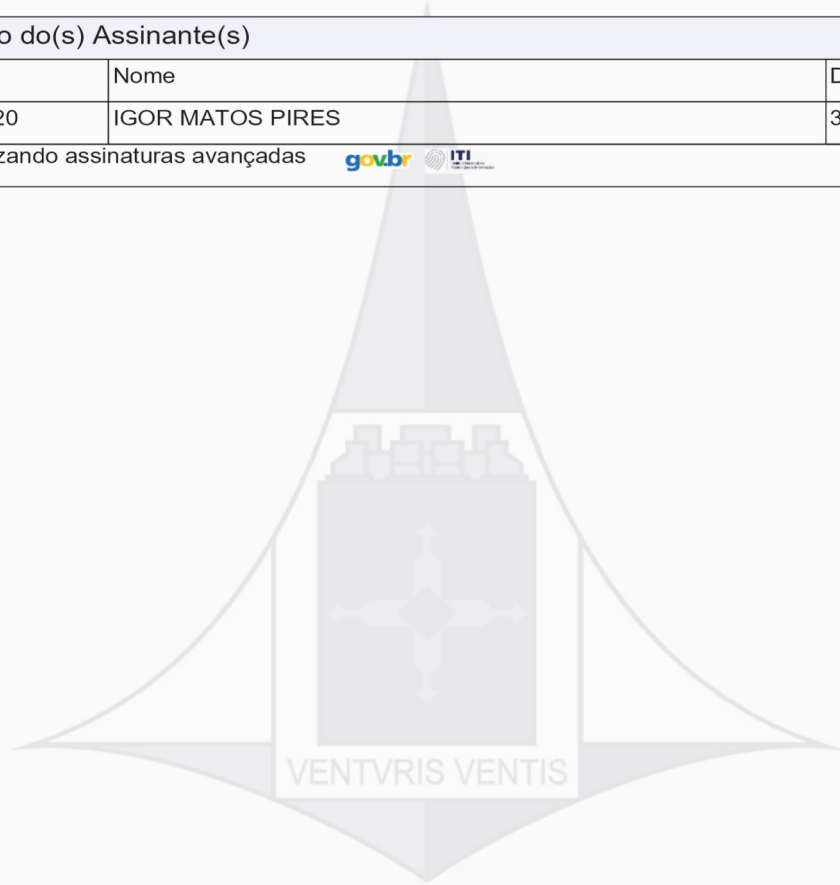 o do(s) Assinante(s)
Nome D
20 IGOR MATOS PIRES 3
zando assinaturas avançadas gov.br ITI
VENTVRIS VENTIS